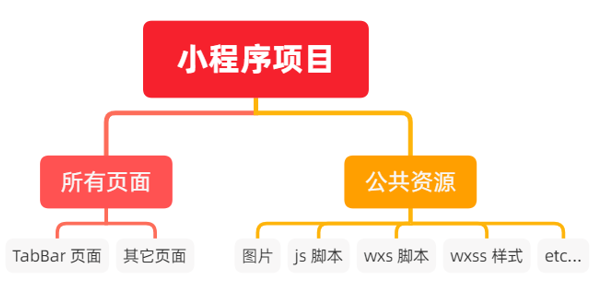 小程序项目
所有页面
公共资源
TabBar 页面
其它页面
图片
js 脚本
wxs 脚本
wxss 样式
etc...